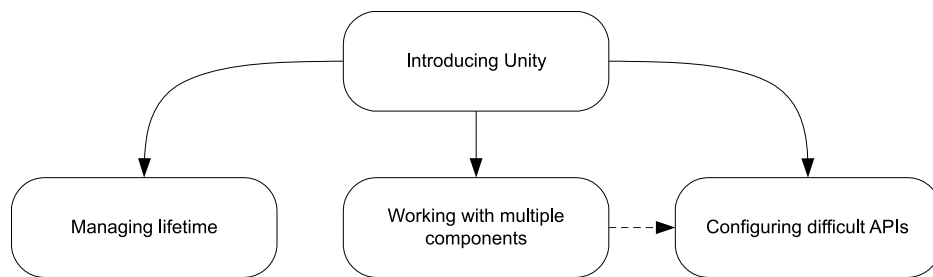 Introducing Unity
Managing lifetime
Working with multiple
components
Configuring difficult APIs